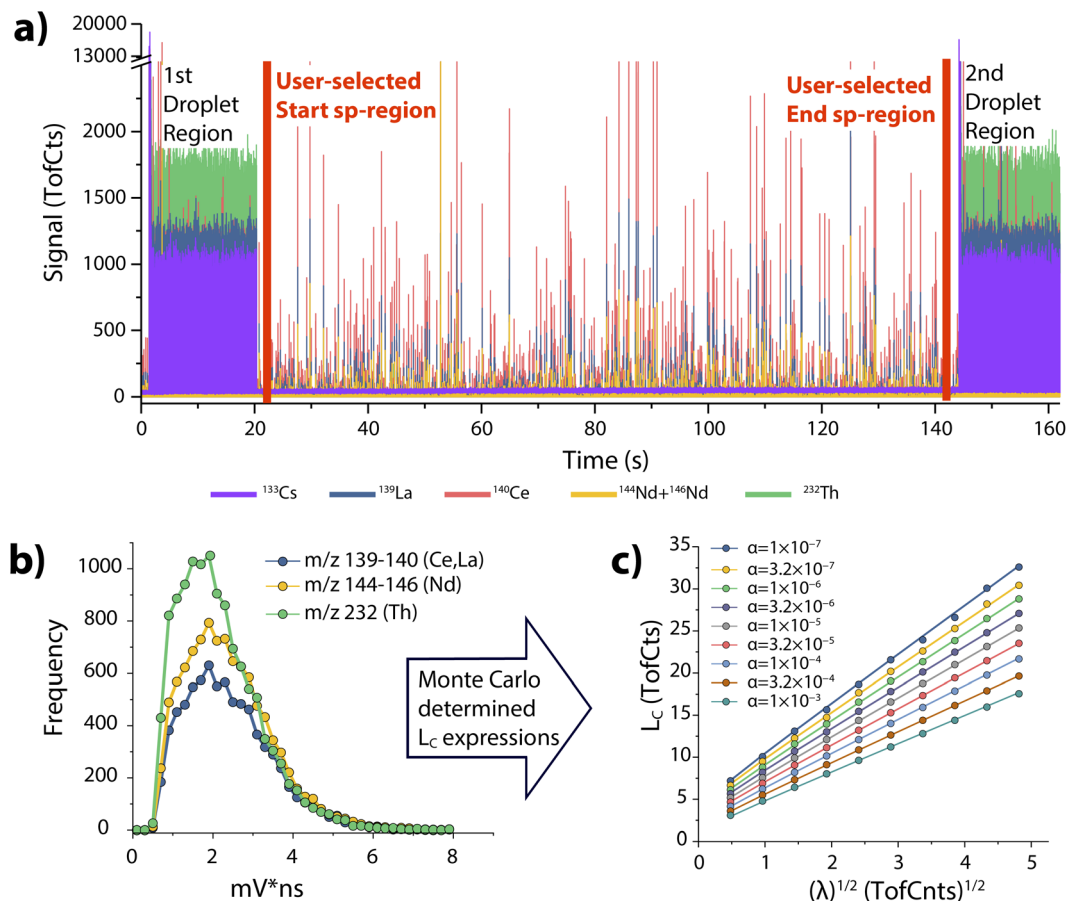 a)
20000
13000
2000
1500
1000
500
0
Signal (TofCts)
1st
Droplet
Region
User-selected
Start sp-region
User-selected
End sp-region
2nd
Droplet
Region
0 20 40 60 80 100 120 140 160
Time (s)
¹³³Cs ¹³⁹La ¹⁴⁰Ce ¹⁴⁴Nd+¹⁴⁶Nd ²³²Th
b)
1000
800
600
400
200
0
Frequency
m/z 139-140 (Ce,La)
m/z 144-146 (Nd)
m/z 232 (Th)
0 2 4 6 8
mV*ns
Monte Carlo
determined
L_C expressions
c)
35
30
25
20
15
10
5
0
L_C (TofCts)
α=1×10⁻⁷
α=3.2×10⁻⁷
α=1×10⁻⁶
α=3.2×10⁻⁶
α=1×10⁻⁵
α=3.2×10⁻⁵
α=1×10⁻⁴
α=3.2×10⁻⁴
α=1×10⁻³
0 1 2 3 4 5
(λ)¹ᐟ² (TofCnts)¹ᐟ²